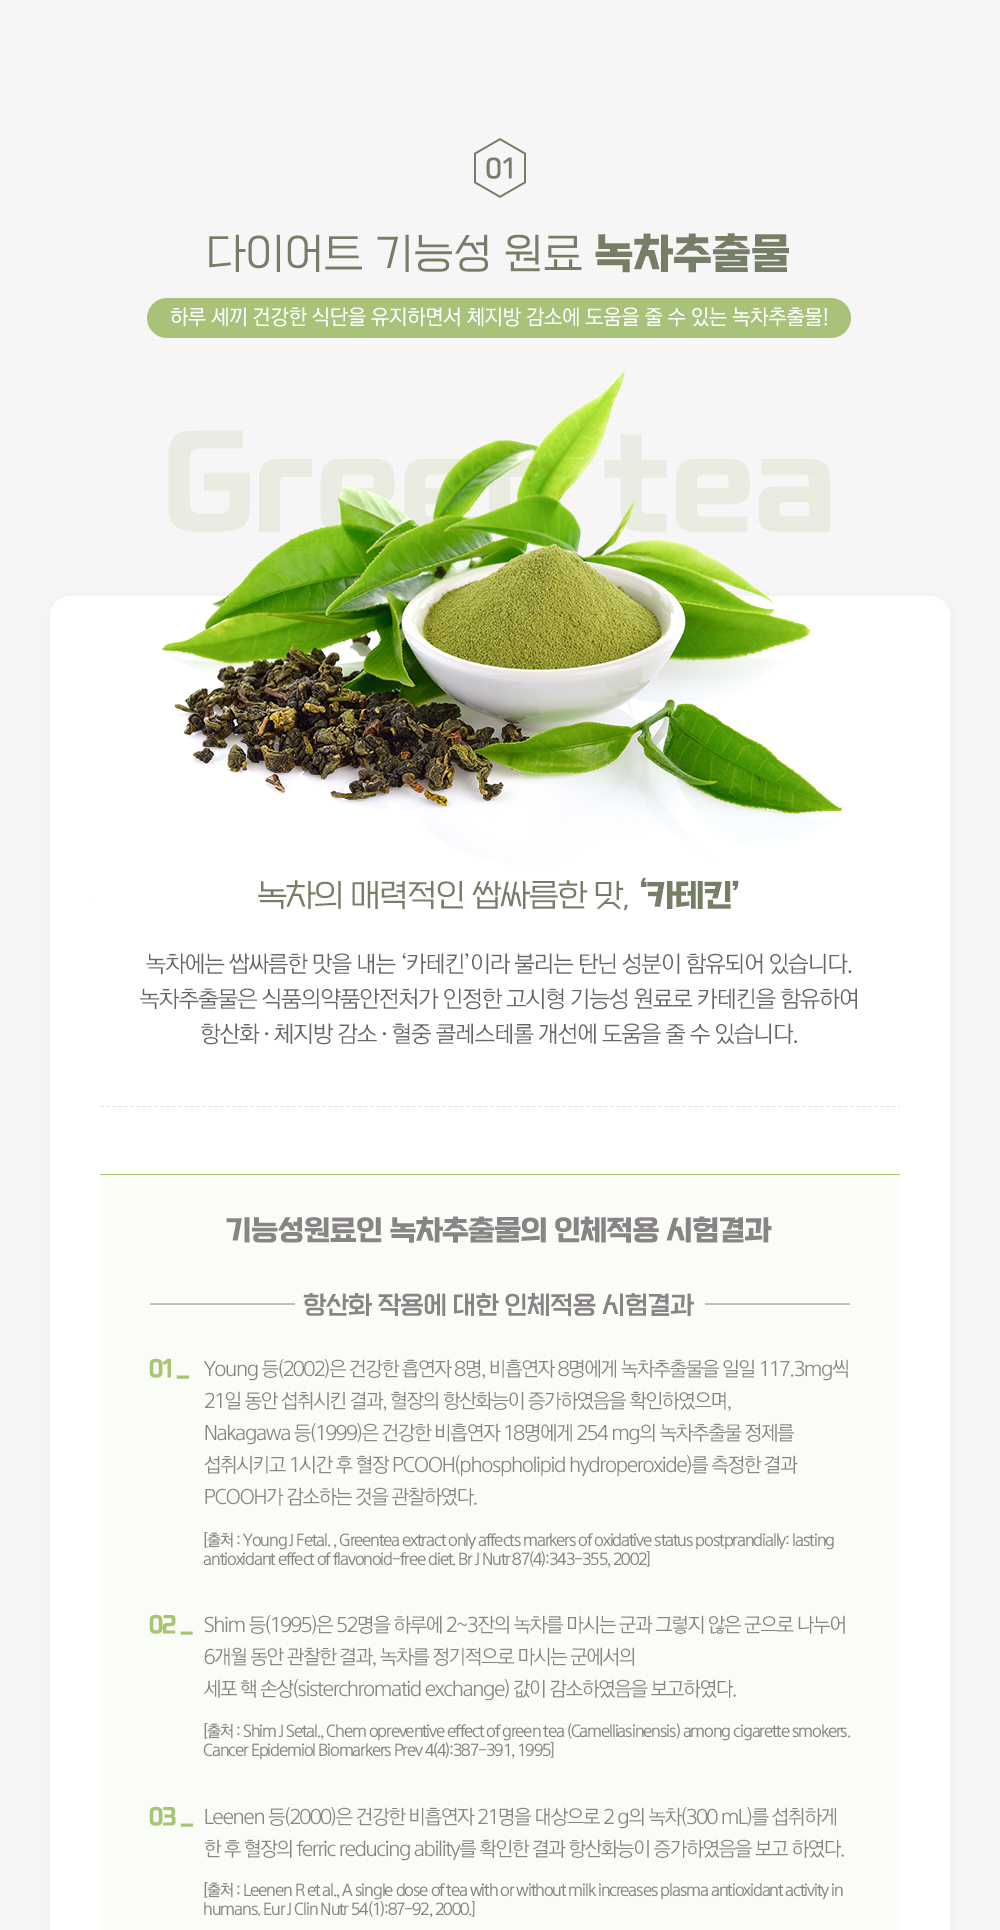 01
다이어트 기능성 원료 녹차추출물
하루 세끼 건강한 식단을 유지하면서 체지방 감소에 도움을 줄 수 있는 녹차추출물!
Green tea
녹차의 매력적인 쌉싸름한 맛, ‘카테킨’
녹차에는 쌉싸름한 맛을 내는 ‘카테킨’이라 불리는 탄닌 성분이 함유되어 있습니다.
녹차추출물은 식품의약품안전처가 인정한 고시형 기능성 원료로 카테킨을 함유하여
항산화 · 체지방 감소 · 혈중 콜레스테롤 개선에 도움을 줄 수 있습니다.
기능성원료인 녹차추출물의 인체적용 시험결과
항산화 작용에 대한 인체적용 시험결과
01 _ Young 등(2002)은 건강한 흡연자 8명, 비흡연자 8명에게 녹차추출물을 일일 117.3mg씩
21일 동안 섭취시킨 결과, 혈장의 항산화능이 증가하였음을 확인하였으며,
Nakagawa 등(1999)은 건강한 비흡연자 18명에게 254 mg의 녹차추출물 정제를
섭취시키고 1시간 후 혈장 PCOOH(phospholipid hydroperoxide)를 측정한 결과
PCOOH가 감소하는 것을 관찰하였다.
[출처 : Young J Fetal. , Greentea extract only affects markers of oxidative status postprandially: lasting
antioxidant effect of flavonoid-free diet. Br J Nutr 87(4):343-355, 2002]
02 _ Shim 등(1995)은 52명을 하루에 2~3잔의 녹차를 마시는 군과 그렇지 않은 군으로 나누어
6개월 동안 관찰한 결과, 녹차를 정기적으로 마시는 군에서의
세포 핵 손상(sisterchromatid exchange) 값이 감소하였음을 보고하였다.
[출처 : Shim J Setal., Chem opreventive effect of green tea (Camelliasinensis) among cigarette smokers.
Cancer Epidemiol Biomarkers Prev 4(4):387-391, 1995]
03 _ Leenen 등(2000)은 건강한 비흡연자 21명을 대상으로 2 g의 녹차(300 mL)를 섭취하게
한 후 혈장의 ferric reducing ability를 확인한 결과 항산화능이 증가하였음을 보고 하였다.
[출처 : Leenen R et al., A single dose of tea with or without milk increases plasma antioxidant activity in
humans. Eur J Clin Nutr 54(1):87-92, 2000.]